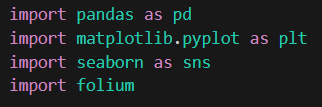 import pandas as pd
import matplotlib.pyplot as plt
import seaborn as sns
import folium